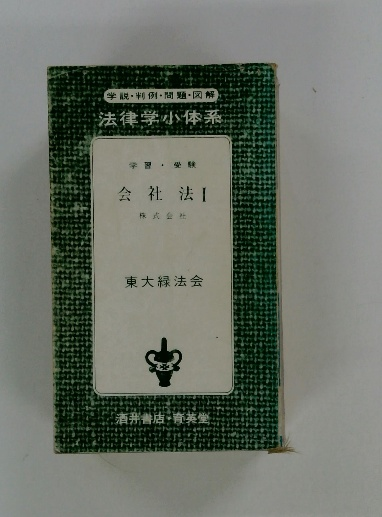 学説・判例・問題・図解
法律学小体系
学習・受験
会社法 I
株式会社
東大緑法会
酒井書店・育英堂